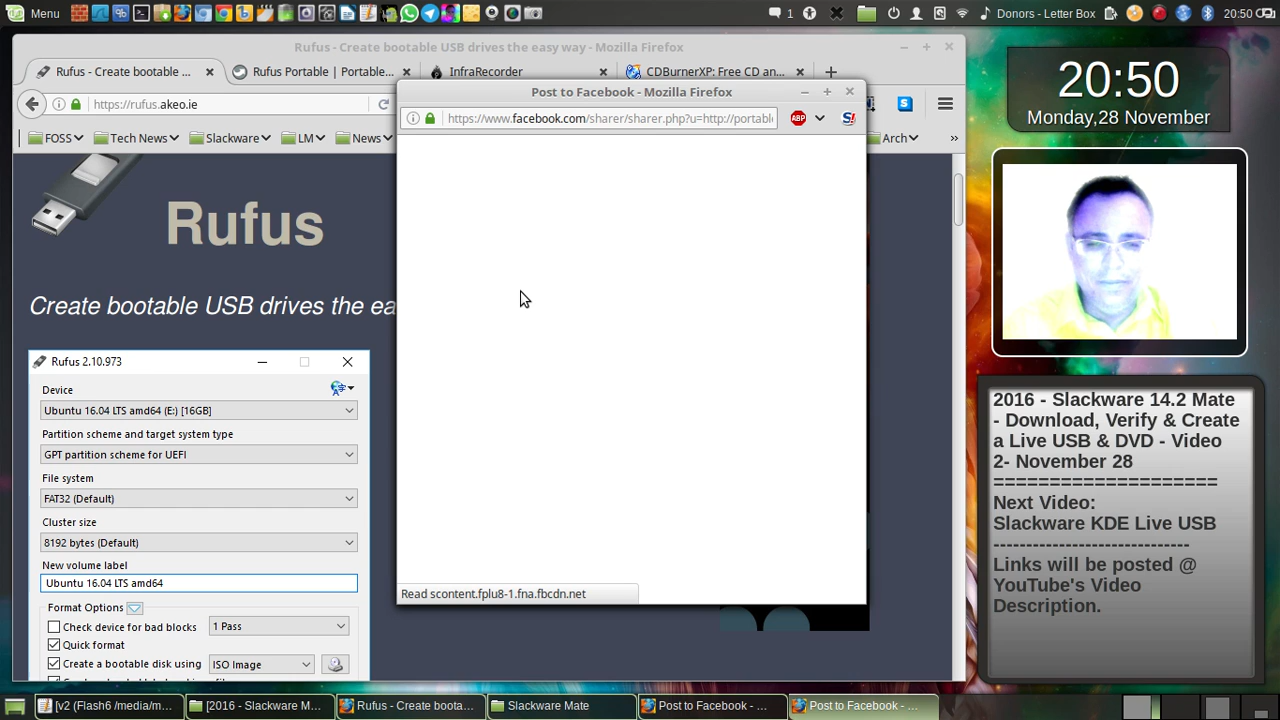 Menu
1
Donors - Letter Box
20:50
Rufus - Create bootable USB drives the easy way - Mozilla Firefox
Rufus - Create bootable ...
Rufus Portable | Portable...
InfraRecorder
CDBurnerXP: Free CD an...
https://rufus.akeo.ie
FOSS
Tech News
Slackware
LM
News
Arch
Post to Facebook - Mozilla Firefox
https://www.facebook.com/sharer/sharer.php?u=http://portable
ABP
Rufus
Create bootable USB drives the ea
Rufus 2.10.973
Device
Ubuntu 16.04 LTS amd64 (E:) [16GB]
Partition scheme and target system type
GPT partition scheme for UEFI
File system
FAT32 (Default)
Cluster size
8192 bytes (Default)
New volume label
Ubuntu 16.04 LTS amd64
Format Options
Check device for bad blocks
1 Pass
Quick format
Create a bootable disk using
ISO Image
Read scontent.fplu8-1.fna.fbcdn.net
20:50
Monday,28 November
2016 - Slackware 14.2 Mate
- Download, Verify & Create
a Live USB & DVD - Video
2- November 28
====================
Next Video:
Slackware KDE Live USB
------------------------------
Links will be posted @
YouTube's Video
Description.
[v2 (Flash6 /media/m...
[2016 - Slackware M...
Rufus - Create boota...
Slackware Mate
Post to Facebook - ...
Post to Facebook - ...